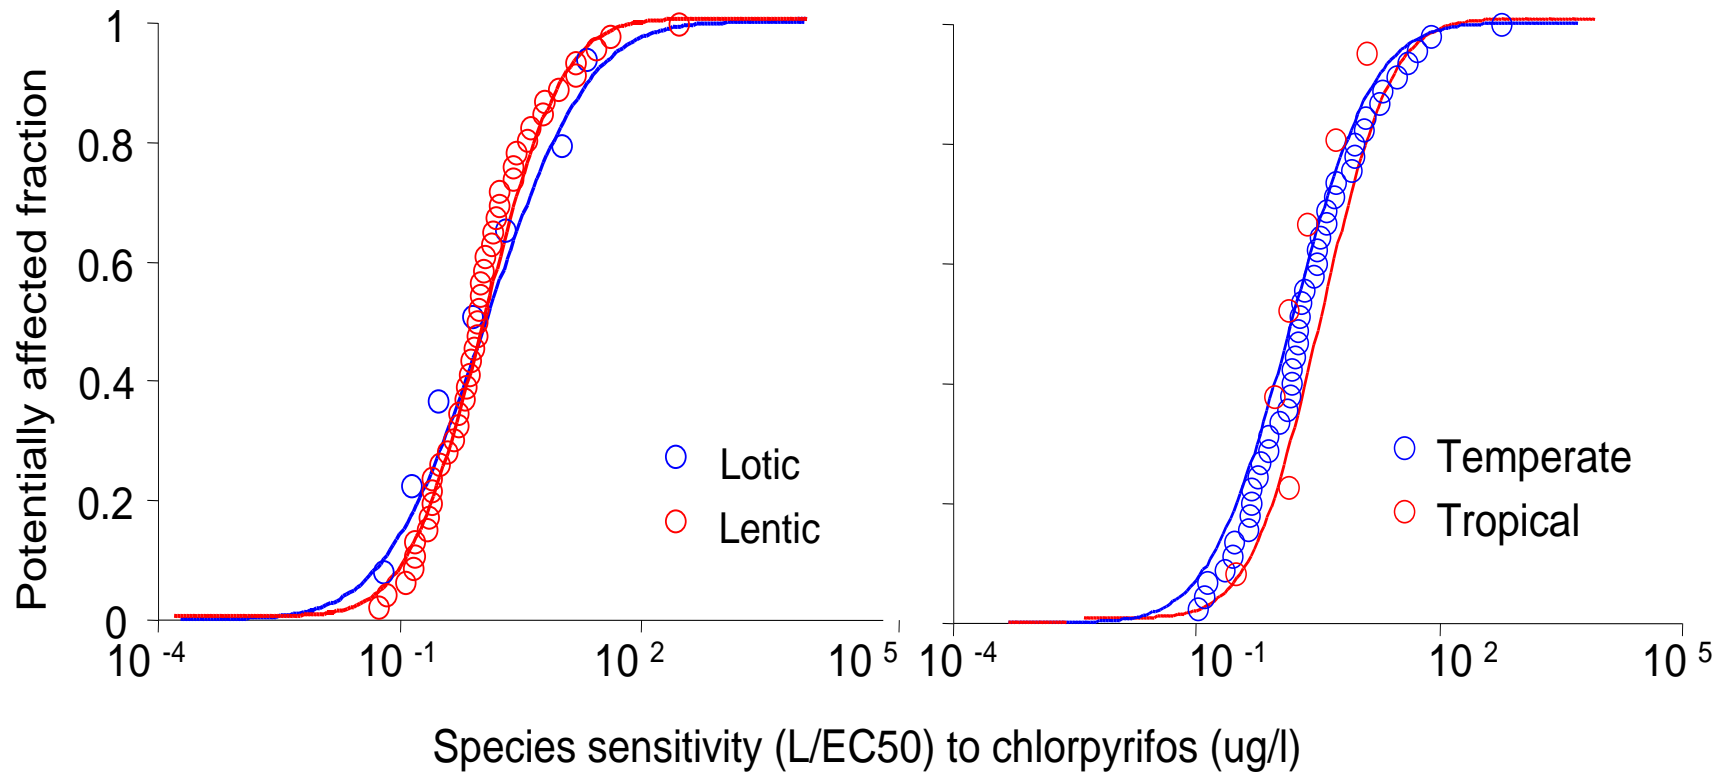 Potentially affected fraction
1
0.8
0.6
0.4
0.2
0
10 -4
10 -1
10 2
10 5
Lotic
Lentic
10 -4
10 -1
10 2
10 5
Temperate
Tropical
Species sensitivity (L/EC50) to chlorpyrifos (ug/l)